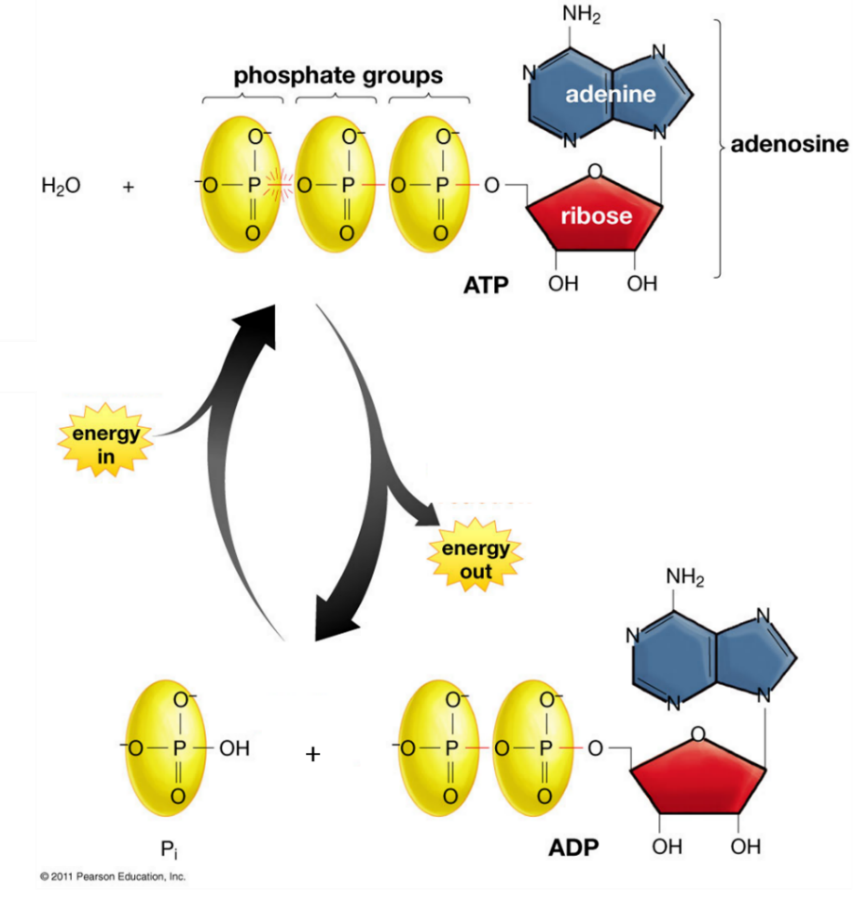 NH₂
phosphate groups
N
N
adenine
O⁻
O⁻
O⁻
N
N
adenosine
H₂O + ⁻O–P–O–P–O–P–O
O
ribose
O
O
O
ATP
OH
OH
energy
in
energy
out
NH₂
N
N
O⁻
O⁻
O⁻
N
N
⁻O–P–OH + ⁻O–P–O–P–O
O
O
O
O
Pᵢ
ADP
OH
OH
© 2011 Pearson Education, Inc.